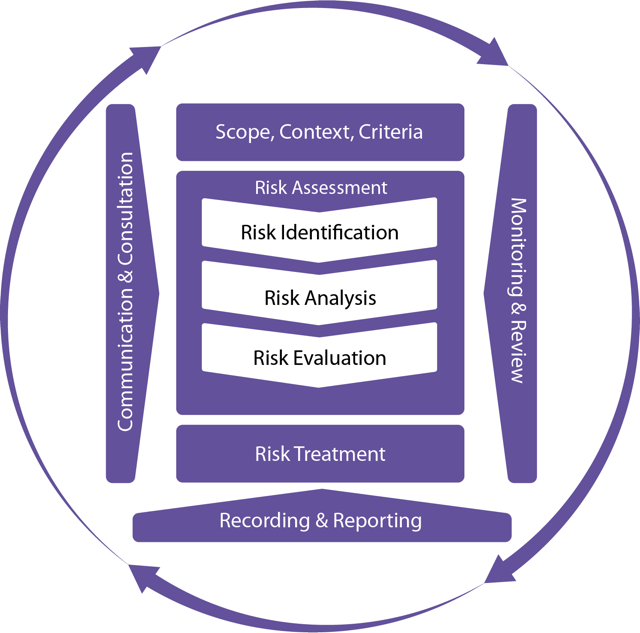 Scope, Context, Criteria
Communication & Consultation
Risk Assessment
Risk Identification
Risk Analysis
Risk Evaluation
Monitoring & Review
Risk Treatment
Recording & Reporting